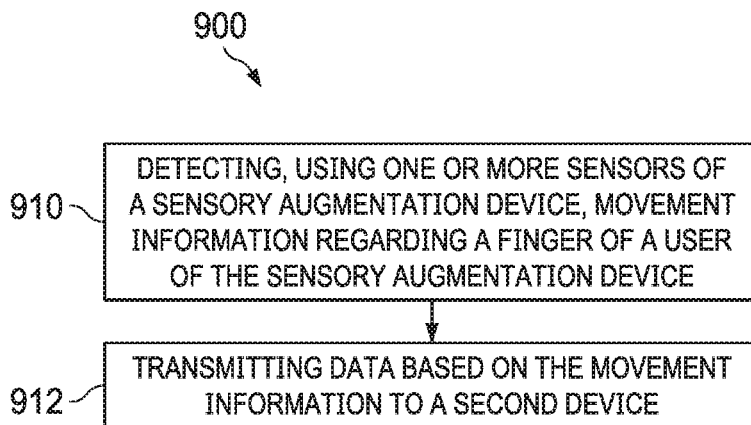 900
910
DETECTING, USING ONE OR MORE SENSORS OF
A SENSORY AUGMENTATION DEVICE, MOVEMENT
INFORMATION REGARDING A FINGER OF A USER
OF THE SENSORY AUGMENTATION DEVICE
912
TRANSMITTING DATA BASED ON THE MOVEMENT
INFORMATION TO A SECOND DEVICE